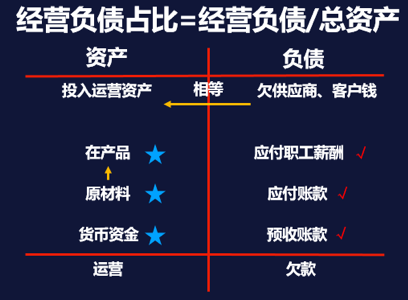 经营负债占比=经营负债/总资产
资产 负债
投入运营资产 相等 欠供应商、客户钱
在产品 应付职工薪酬
原材料 应付账款
货币资金 预收账款
运营 欠款